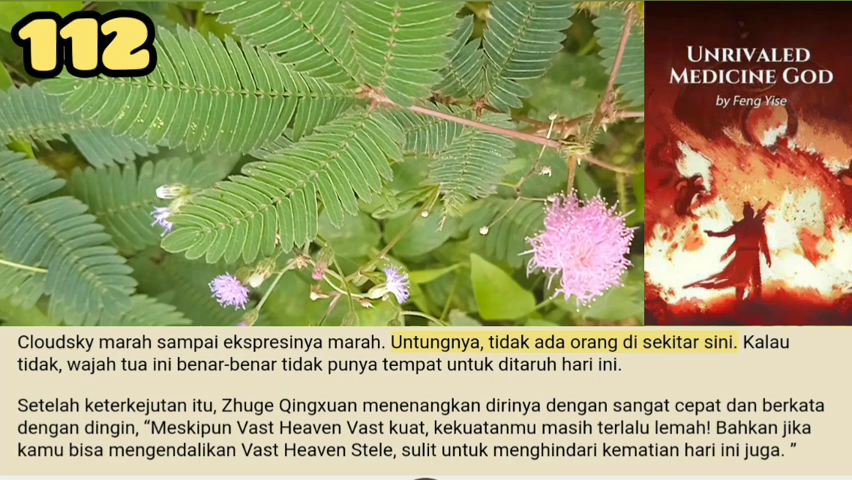 112
UNRIVALED
MEDICINE GOD
by Feng Yise
Cloudsky marah sampai ekspresinya marah. Untungnya, tidak ada orang di sekitar sini. Kalau
tidak, wajah tua ini benar-benar tidak punya tempat untuk ditaruh hari ini.
Setelah keterkejutan itu, Zhuge Qingxuan menenangkan dirinya dengan sangat cepat dan berkata
dengan dingin, “Meskipun Vast Heaven Vast kuat, kekuatanmu masih terlalu lemah! Bahkan jika
kamu bisa mengendalikan Vast Heaven Stele, sulit untuk menghindari kematian hari ini juga. ”